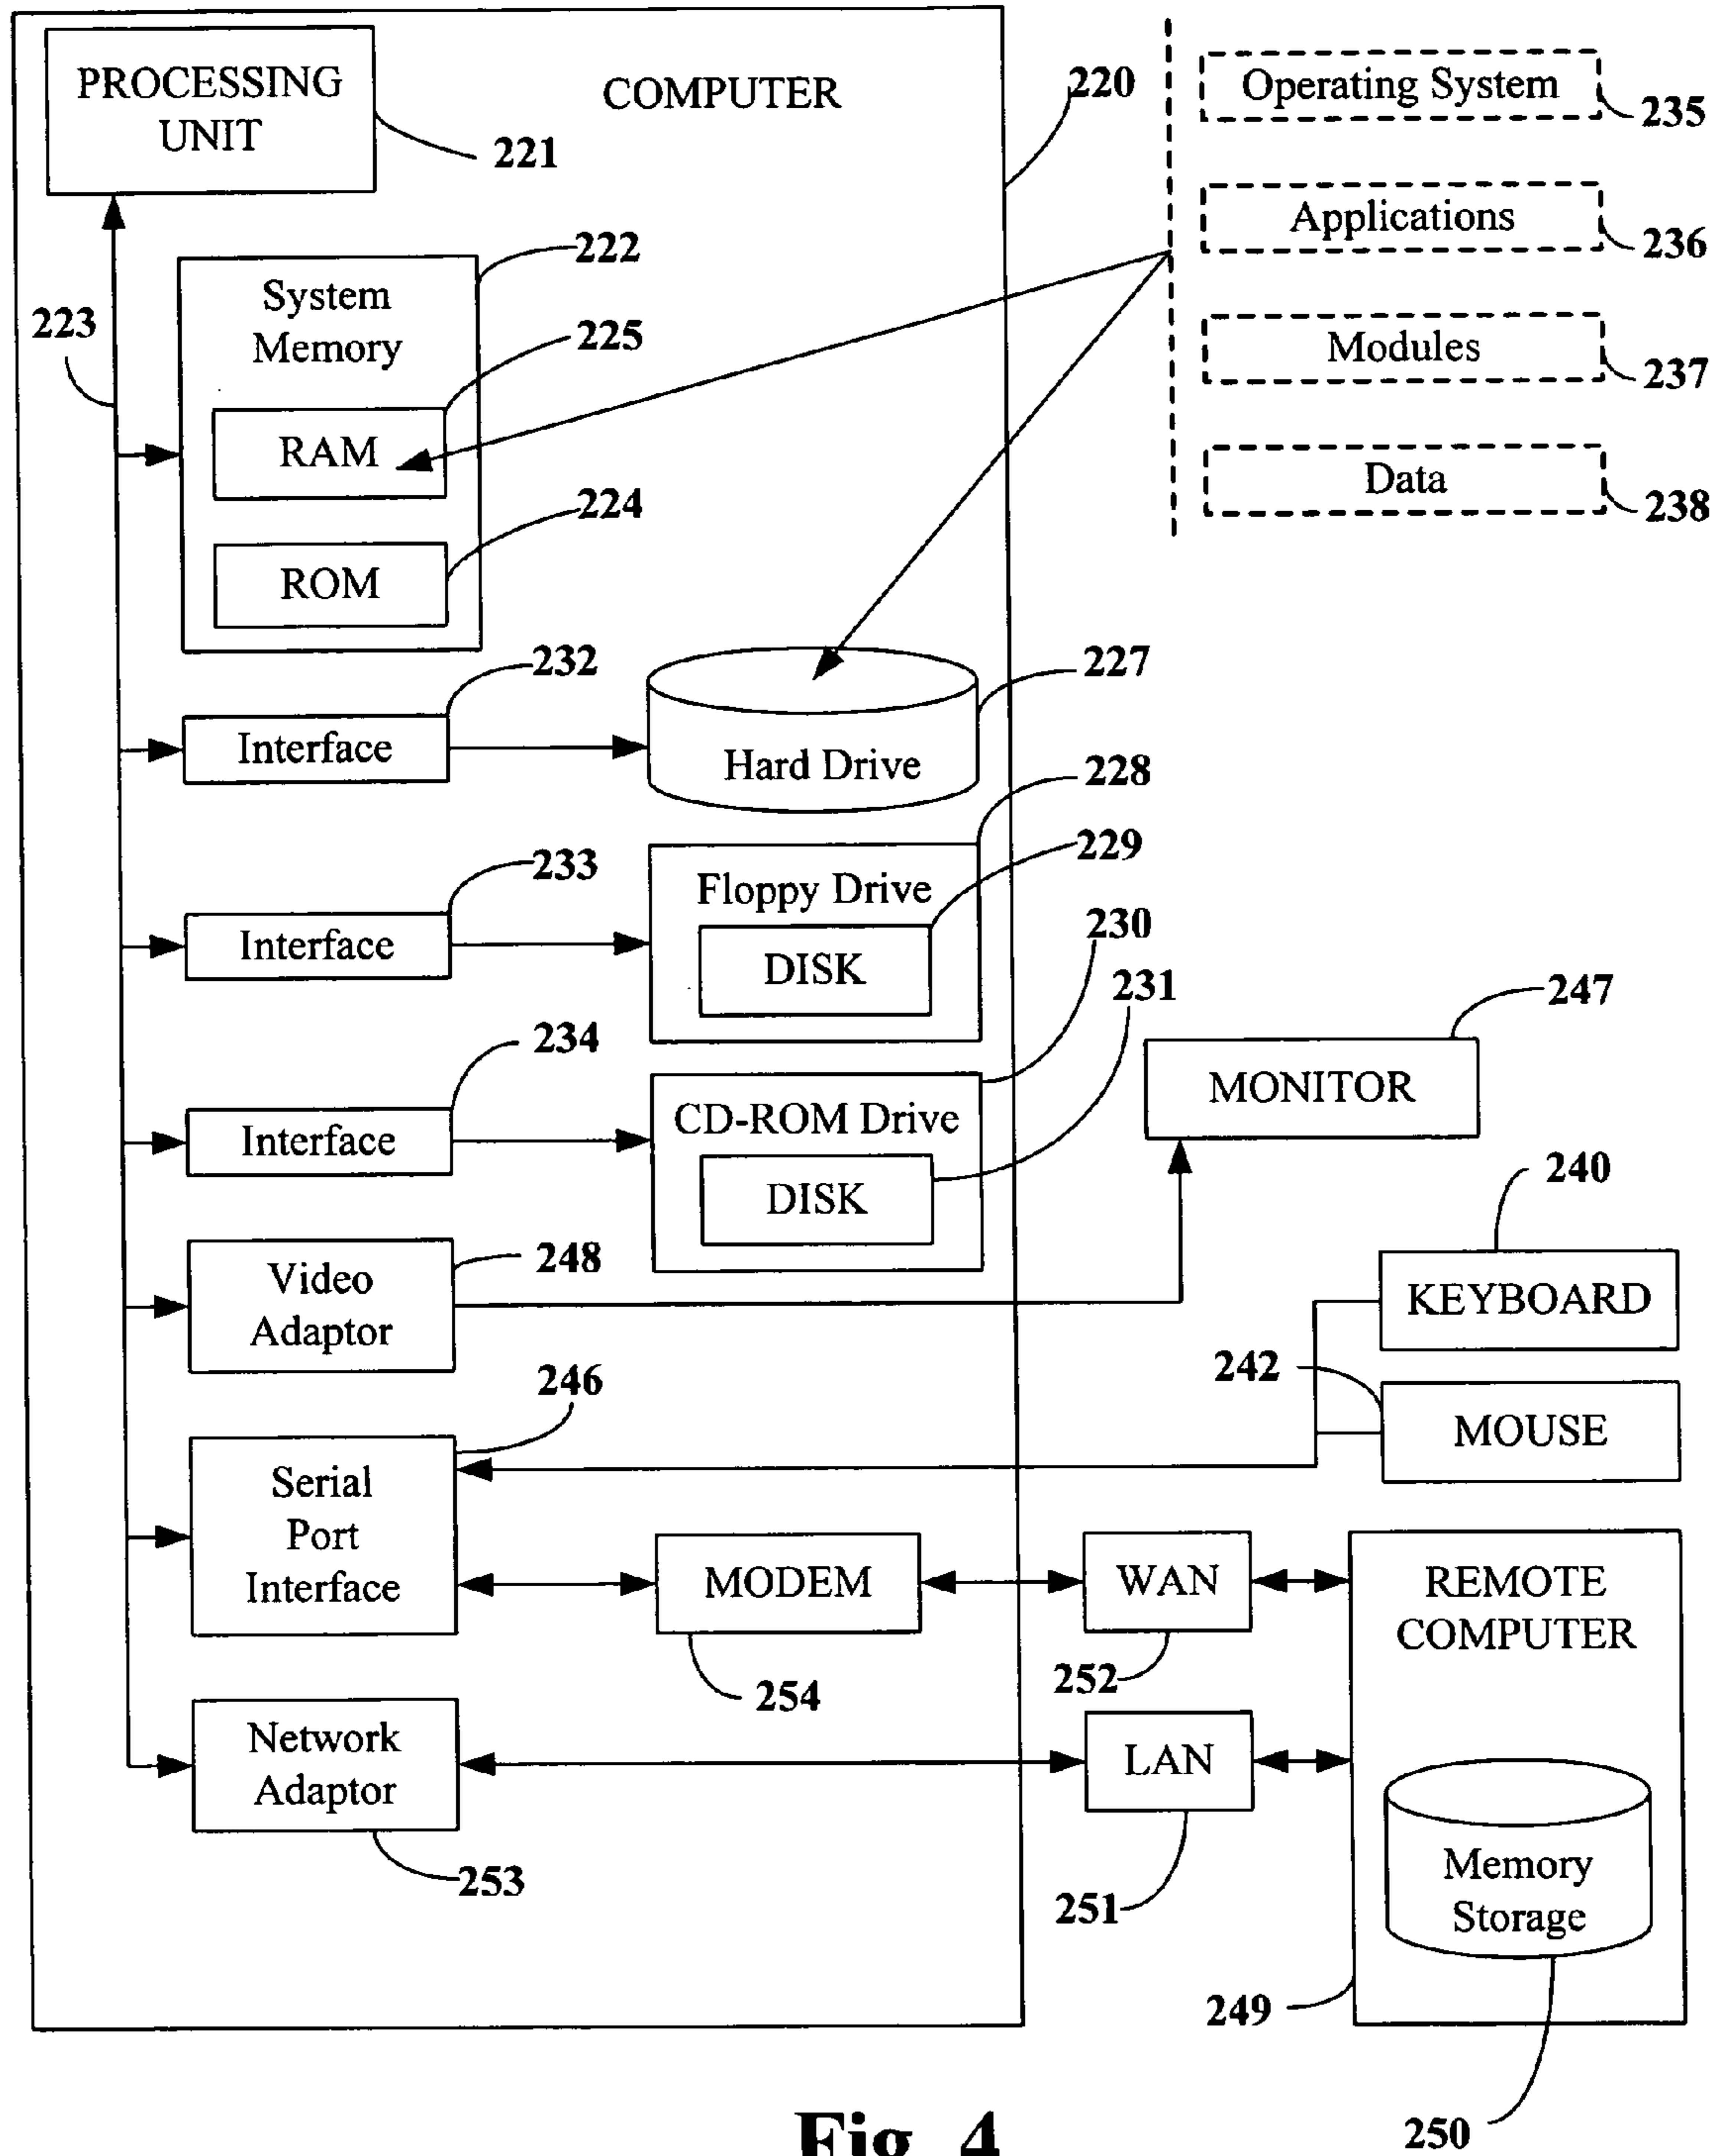 PROCESSING
UNIT
COMPUTER
220
221
Operating System
235
Applications
236
Modules
237
Data
238
222
System
Memory
223
225
RAM
224
ROM
232
Interface
227
Hard Drive
228
233
Interface
229
Floppy Drive
DISK
230
231
234
Interface
CD-ROM Drive
DISK
247
MONITOR
240
KEYBOARD
248
Video
Adaptor
242
MOUSE
246
Serial
Port
Interface
MODEM
254
WAN
252
REMOTE
COMPUTER
Network
Adaptor
253
LAN
251
Memory
Storage
249
250
Fig. 4